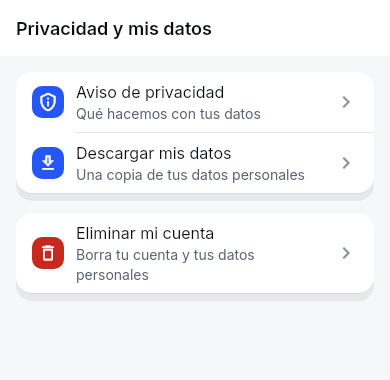 Privacidad y mis datos
Aviso de privacidad
Qué hacemos con tus datos
Descargar mis datos
Una copia de tus datos personales
Eliminar mi cuenta
Borra tu cuenta y tus datos
personales